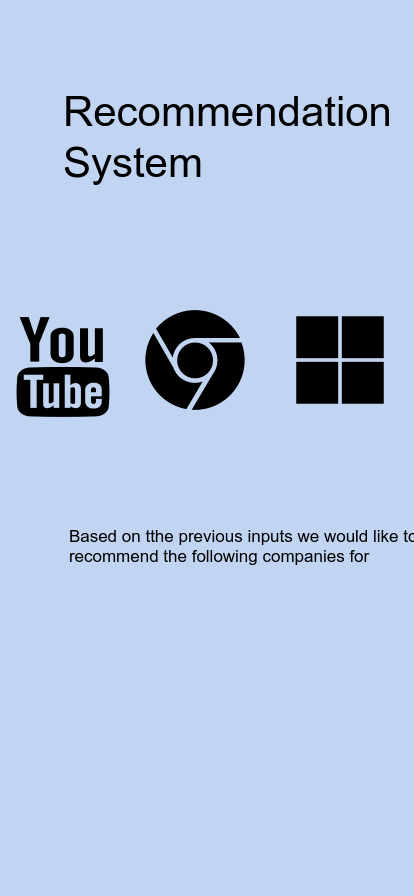 Recommendation
System
You
Tube
Based on tthe previous inputs we would like to
recommend the following companies for